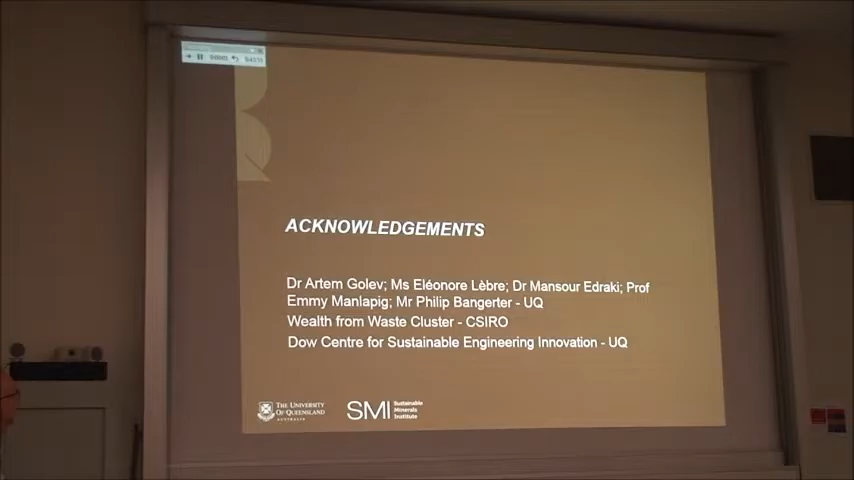 ACKNOWLEDGEMENTS
Dr Artem Golev; Ms Eléonore Lèbre; Dr Mansour Edraki; Prof
Emmy Manlapig; Mr Philip Bangerter - UQ
Wealth from Waste Cluster - CSIRO
Dow Centre for Sustainable Engineering Innovation - UQ
THE UNIVERSITY
OF QUEENSLAND
AUSTRALIA
SMI
Sustainable
Minerals
Institute